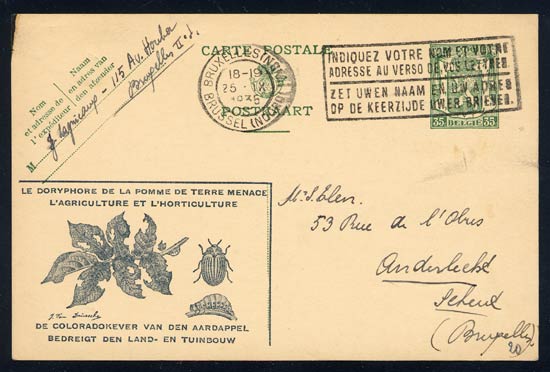 CARTE POSTALE
POSTKAART
Nom
et adresse de
l'expéditeur
Naam
en adres van
den afzender
M
115 Av.
Bruxelles II
BRUXELLES (NORD)
18-19
25 IX
BRUSSEL (NOORD)
INDIQUEZ VOTRE NOM ET VOTRE
ADRESSE AU VERSO DE VOS LETTRES.
ZET UWEN NAAM EN UW ADRES
OP DE KEERZIJDE UWER BRIEVEN.
35 BELGIE 35
LE DORYPHORE DE LA POMME DE TERRE MENACE
L'AGRICULTURE ET L'HORTICULTURE
DE COLORADOKEVER VAN DEN AARDAPPEL
BEDREIGT DEN LAND- EN TUINBOUW
53 Rue de l'Obus
Anderlecht
Scheut
(Bruxelles)
20